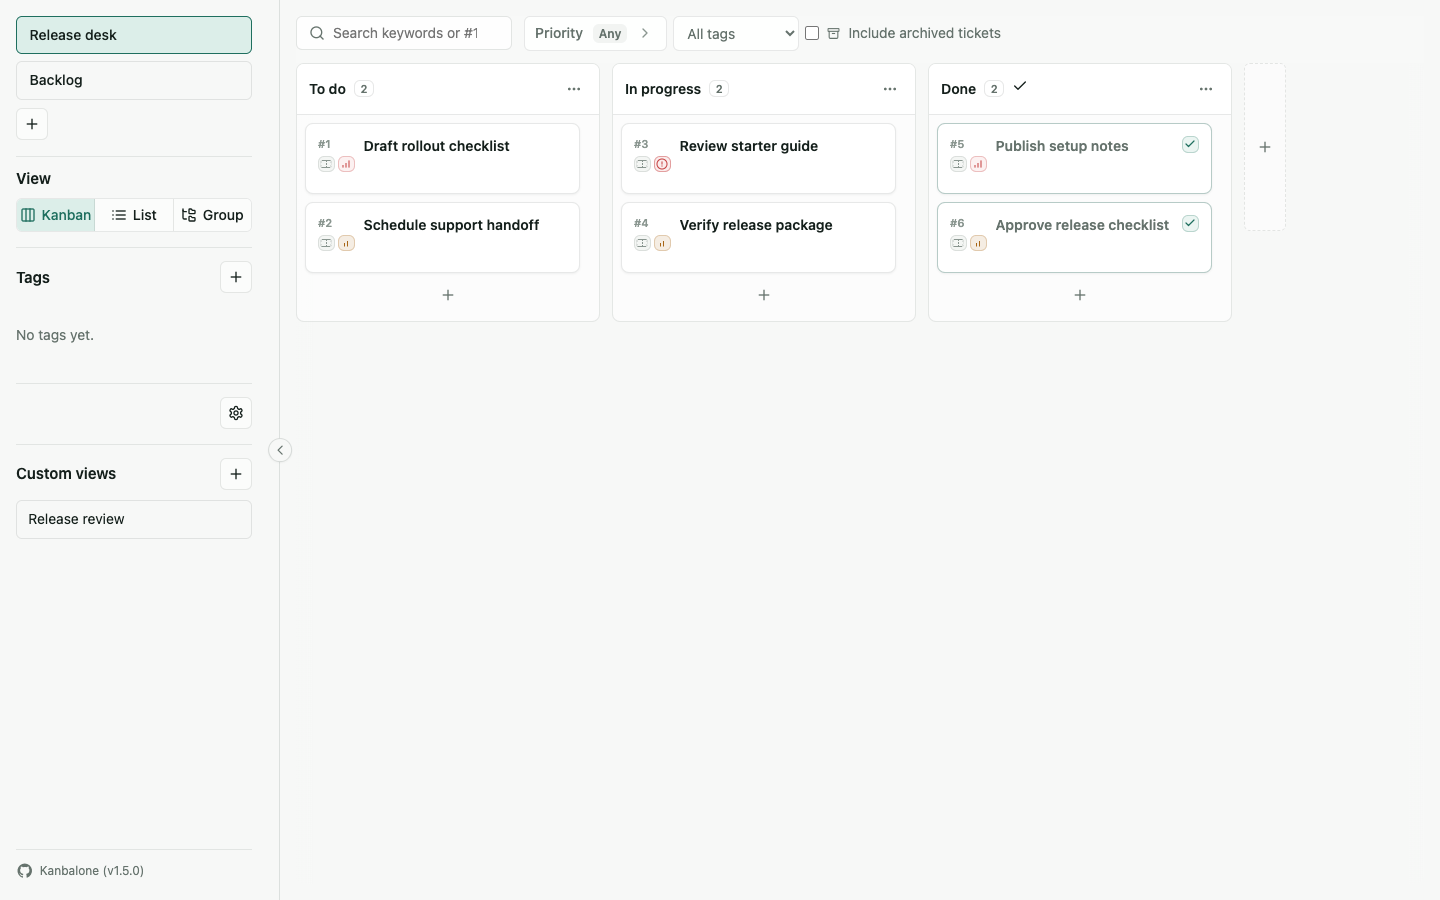 Release desk
Backlog
View
Kanban
List
Group
Tags
No tags yet.
Custom views
Release review
Kanbalone (v1.5.0)
Search keywords or #1
Priority Any
All tags
Include archived tickets
To do 2
#1 Draft rollout checklist
#2 Schedule support handoff
In progress 2
#3 Review starter guide
#4 Verify release package
Done 2
#5 Publish setup notes
#6 Approve release checklist